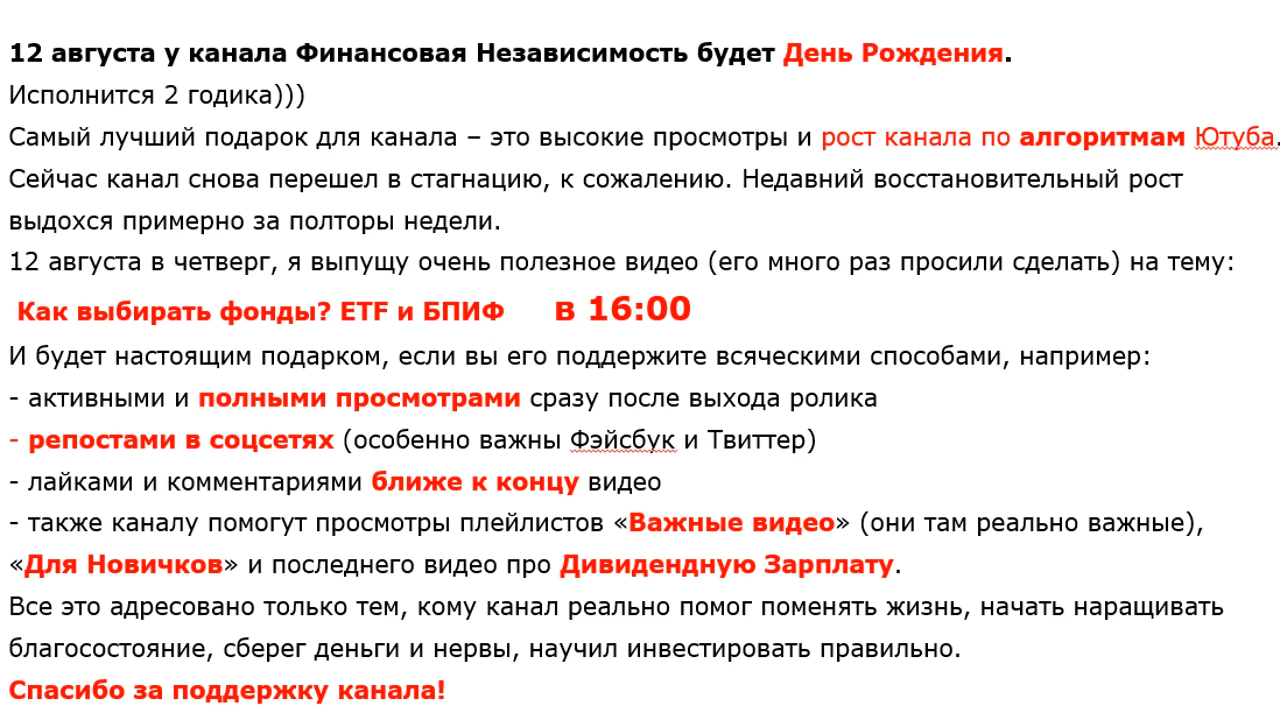 12 августа у канала Финансовая Независимость будет День Рождения.
Исполнится 2 годика)))
Самый лучший подарок для канала – это высокие просмотры и рост канала по алгоритмам Ютуба.
Сейчас канал снова перешел в стагнацию, к сожалению. Недавний восстановительный рост
выдохся примерно за полторы недели.
12 августа в четверг, я выпущу очень полезное видео (его много раз просили сделать) на тему:
Как выбирать фонды? ETF и БПИФ в 16:00
И будет настоящим подарком, если вы его поддержите всяческими способами, например:
- активными и полными просмотрами сразу после выхода ролика
- репостами в соцсетях (особенно важны Фэйсбук и Твиттер)
- лайками и комментариями ближе к концу видео
- также каналу помогут просмотры плейлистов «Важные видео» (они там реально важные),
«Для Новичков» и последнего видео про Дивидендную Зарплату.
Все это адресовано только тем, кому канал реально помог поменять жизнь, начать наращивать
благосостояние, сберег деньги и нервы, научил инвестировать правильно.
Спасибо за поддержку канала!